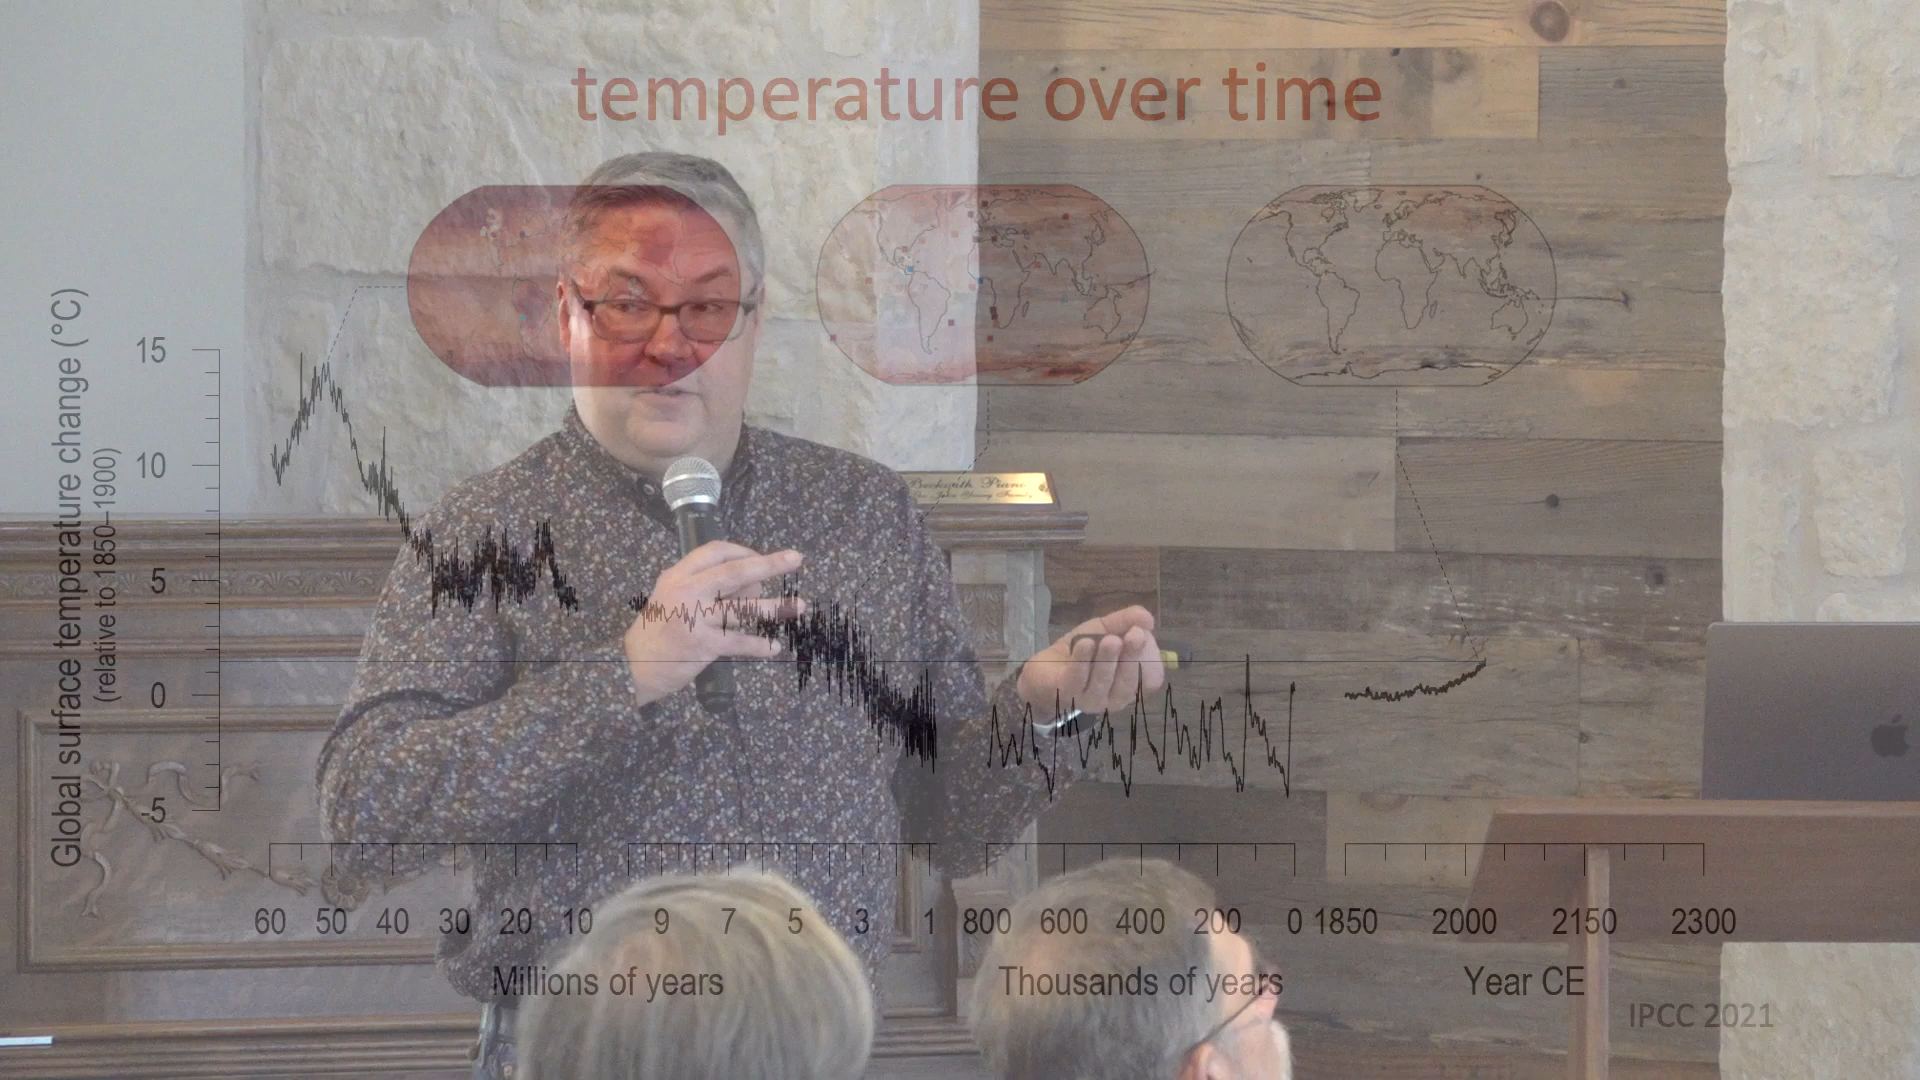 temperature over time
Global surface temperature change (°C)
(relative to 1850–1900)
15
10
5
0
-5
Beckwith Piano
60 50 40 30 20 10 9 7 5 3 1 800 600 400 200 0 1850 2000 2150 2300
Millions of years Thousands of years Year CE
IPCC 2021